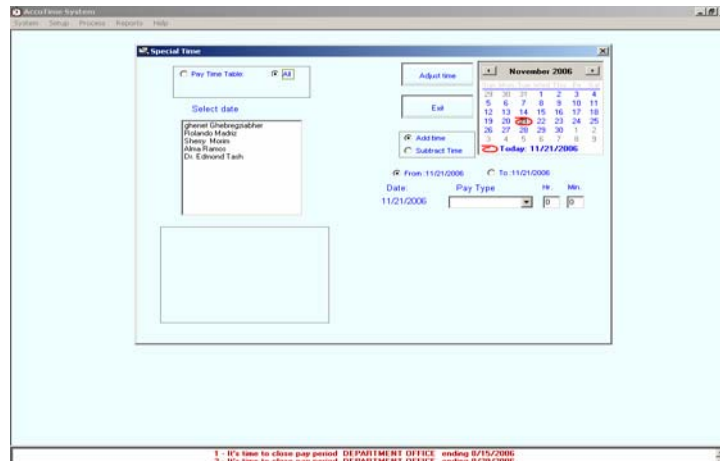 AccuTime System
System Setup Process Reports Help
Special Time
Pay Time Table: All
Select date
ghenet Ghebregziabher
Rolando Madriz
Sherry Morim
Alma Ramos
Dr. Edmond Tash
Adjust time
Exit
Add time
Subtract Time
November 2006
29 30 31 1 2 3 4
5 6 7 8 9 10 11
12 13 14 15 16 17 18
19 20 21 22 23 24 25
26 27 28 29 30 1 2
3 4 5 6 7 8 9
Today: 11/21/2006
From :11/21/2006 To :11/21/2006
Date: Pay Type Hr. Min.
11/21/2006 0 0
1 - It's time to close pay period DEPARTMENT OFFICE ending 8/15/2006